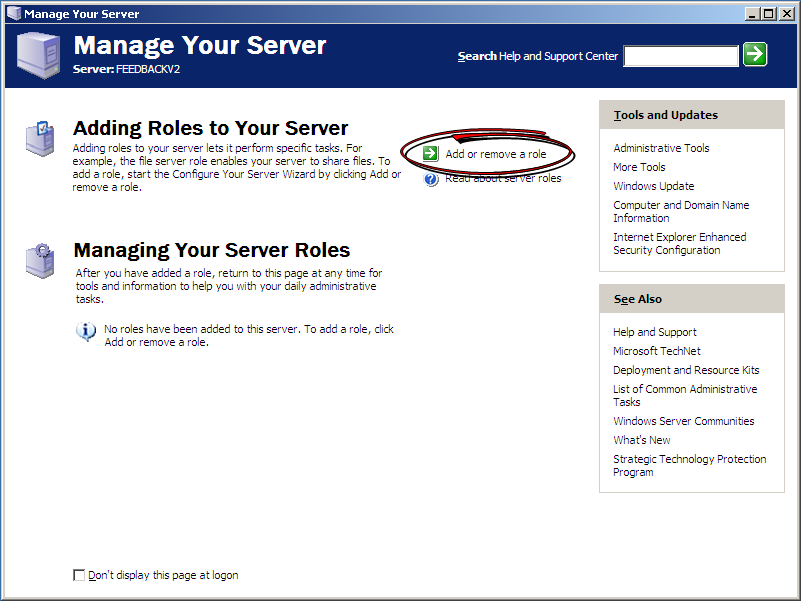 Manage Your Server
Manage Your Server
Server: FEEDBACKV2
Search Help and Support Center
Adding Roles to Your Server
Adding roles to your server lets it perform specific tasks. For
example, the file server role enables your server to share files. To
add a role, start the Configure Your Server Wizard by clicking Add or
remove a role.
Add or remove a role
Read about server roles
Managing Your Server Roles
After you have added a role, return to this page at any time for
tools and information to help you with your daily administrative
tasks.
No roles have been added to this server. To add a role, click
Add or remove a role.
Tools and Updates
Administrative Tools
More Tools
Windows Update
Computer and Domain Name
Information
Internet Explorer Enhanced
Security Configuration
See Also
Help and Support
Microsoft TechNet
Deployment and Resource Kits
List of Common Administrative
Tasks
Windows Server Communities
What's New
Strategic Technology Protection
Program
Don't display this page at logon